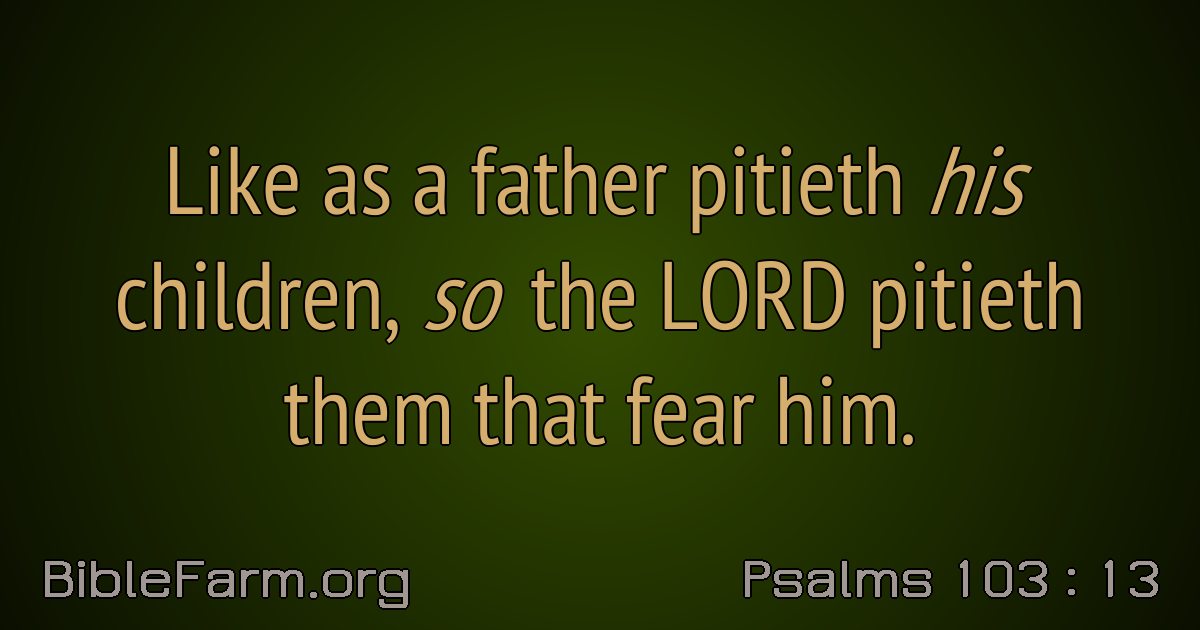 Like as a father pitieth his
children, so the LORD pitieth
them that fear him.
BibleFarm.org
Psalms 103 : 13